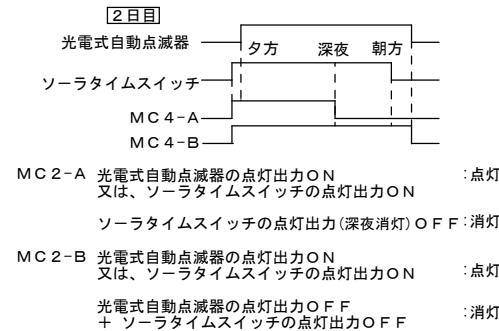 2日目
光電式自動点滅器
夕方 深夜 朝方
ソーラタイムスイッチ
MC4-A
MC4-B
MC2-A 光電式自動点滅器の点灯出力ON :点灯
又は、ソーラタイムスイッチの点灯出力ON
ソーラタイムスイッチの点灯出力(深夜消灯)OFF:消灯
MC2-B 光電式自動点滅器の点灯出力ON
又は、ソーラタイムスイッチの点灯出力ON :点灯
光電式自動点滅器の点灯出力OFF
+ ソーラタイムスイッチの点灯出力OFF :消灯